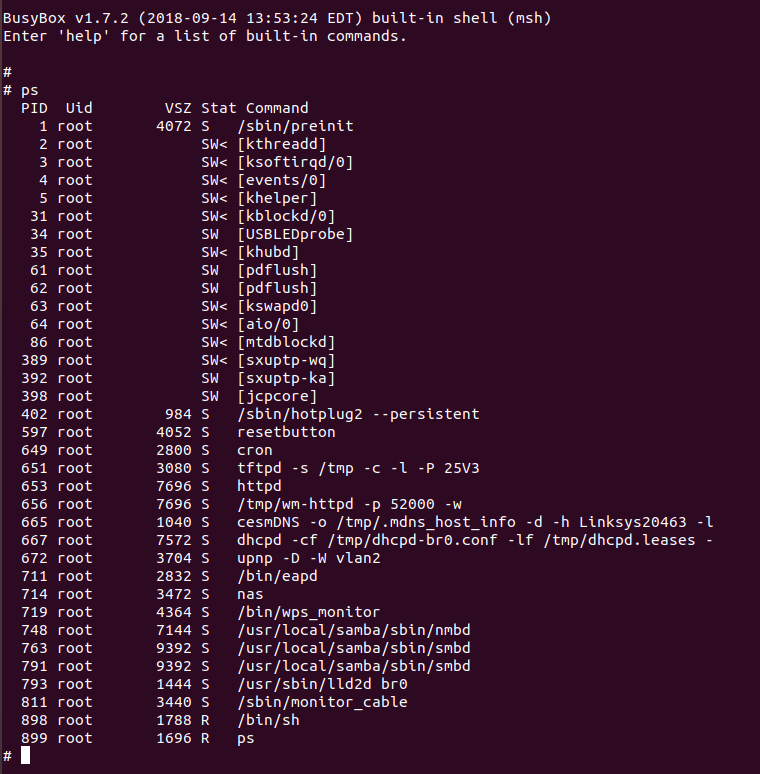 BusyBox v1.7.2 (2018-09-14 13:53:24 EDT) built-in shell (msh)
Enter 'help' for a list of built-in commands.
#
# ps
PID Uid VSZ Stat Command
1 root 4072 S /sbin/preinit
2 root SW< [kthreadd]
3 root SW< [ksoftirqd/0]
4 root SW< [events/0]
5 root SW< [khelper]
31 root SW< [kblockd/0]
34 root SW [USBLEDprobe]
35 root SW< [khubd]
61 root SW [pdflush]
62 root SW [pdflush]
63 root SW< [kswapd0]
64 root SW< [aio/0]
86 root SW< [mtdblockd]
389 root SW< [sxuptp-wq]
392 root SW [sxuptp-ka]
398 root SW [jcpcore]
402 root 984 S /sbin/hotplug2 --persistent
597 root 4052 S resetbutton
649 root 2800 S cron
651 root 3080 S tftpd -s /tmp -c -l -P 25V3
653 root 7696 S httpd
656 root 7696 S /tmp/wm-httpd -p 52000 -w
665 root 1040 S cesmDNS -o /tmp/.mdns_host_info -d -h Linksys20463 -l
667 root 7572 S dhcpd -cf /tmp/dhcpd-br0.conf -lf /tmp/dhcpd.leases -
672 root 3704 S upnp -D -W vlan2
711 root 2832 S /bin/eapd
714 root 3472 S nas
719 root 4364 S /bin/wps_monitor
748 root 7144 S /usr/local/samba/sbin/nmbd
763 root 9392 S /usr/local/samba/sbin/smbd
791 root 9392 S /usr/local/samba/sbin/smbd
793 root 1444 S /usr/sbin/lld2d br0
811 root 3440 S /sbin/monitor_cable
898 root 1788 R /bin/sh
899 root 1696 R ps
#